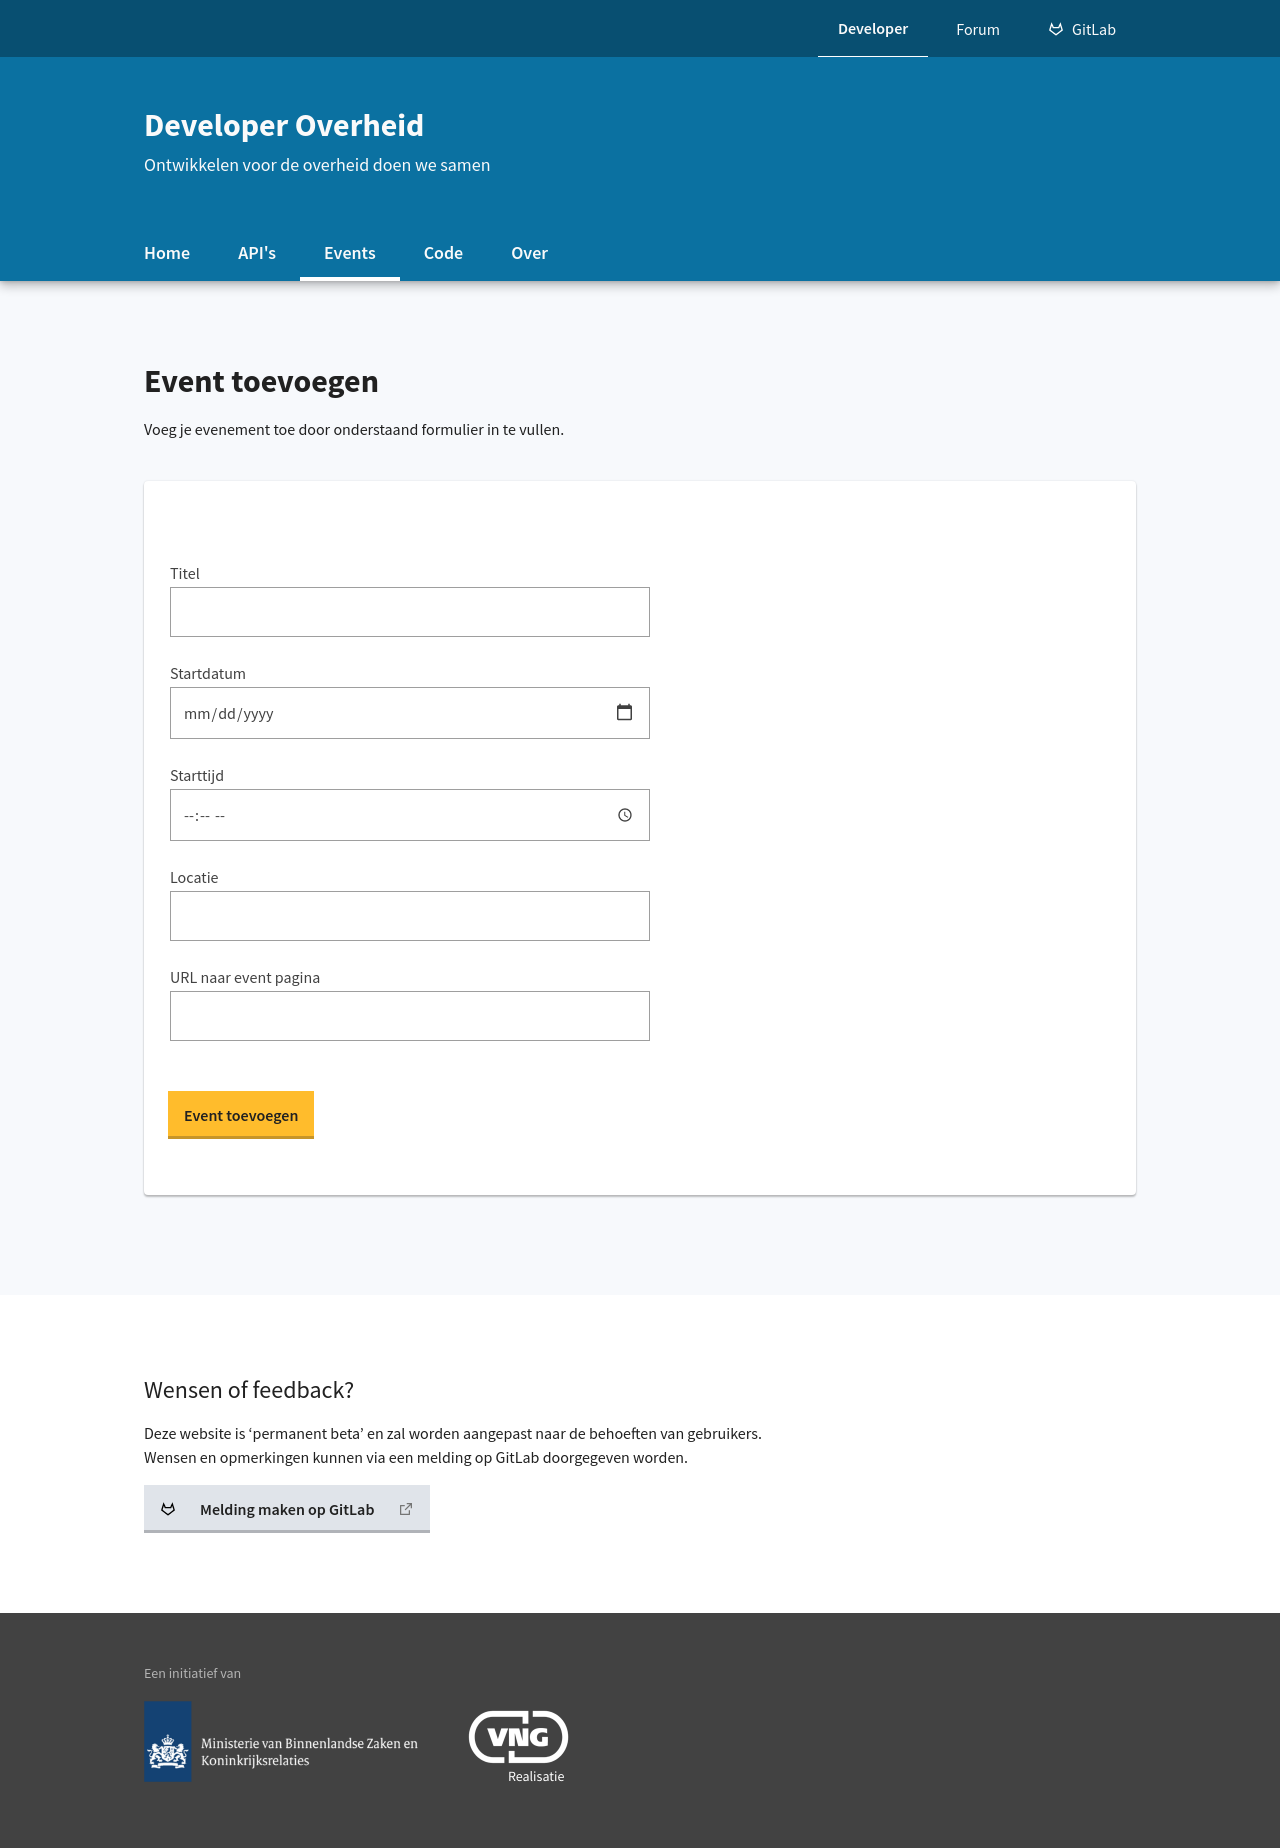 Developer
Forum
GitLab
Developer Overheid
Ontwikkelen voor de overheid doen we samen
Home
API's
Events
Code
Over
Event toevoegen
Voeg je evenement toe door onderstaand formulier in te vullen.
Titel
Startdatum
mm/dd/yyyy
Starttijd
--:-- --
Locatie
URL naar event pagina
Event toevoegen
Wensen of feedback?
Deze website is ‘permanent beta’ en zal worden aangepast naar de behoeften van gebruikers.
Wensen en opmerkingen kunnen via een melding op GitLab doorgegeven worden.
Melding maken op GitLab
Een initiatief van
Ministerie van Binnenlandse Zaken en
Koninkrijksrelaties
VNG
Realisatie